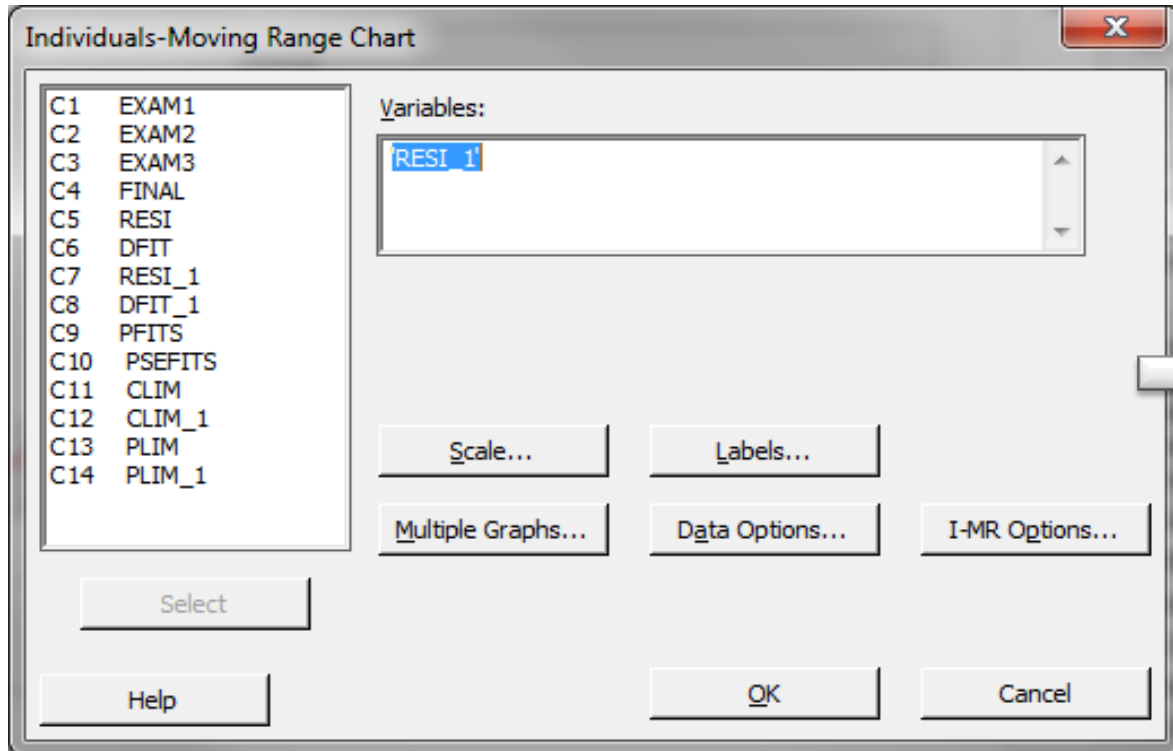 Individuals-Moving Range Chart
C1 EXAM1
C2 EXAM2
C3 EXAM3
C4 FINAL
C5 RESI
C6 DFIT
C7 RESI_1
C8 DFIT_1
C9 PFITS
C10 PSEFITS
C11 CLIM
C12 CLIM_1
C13 PLIM
C14 PLIM_1
Variables:
'RESI_1'
Scale...
Labels...
Multiple Graphs...
Data Options...
I-MR Options...
Select
Help
OK
Cancel